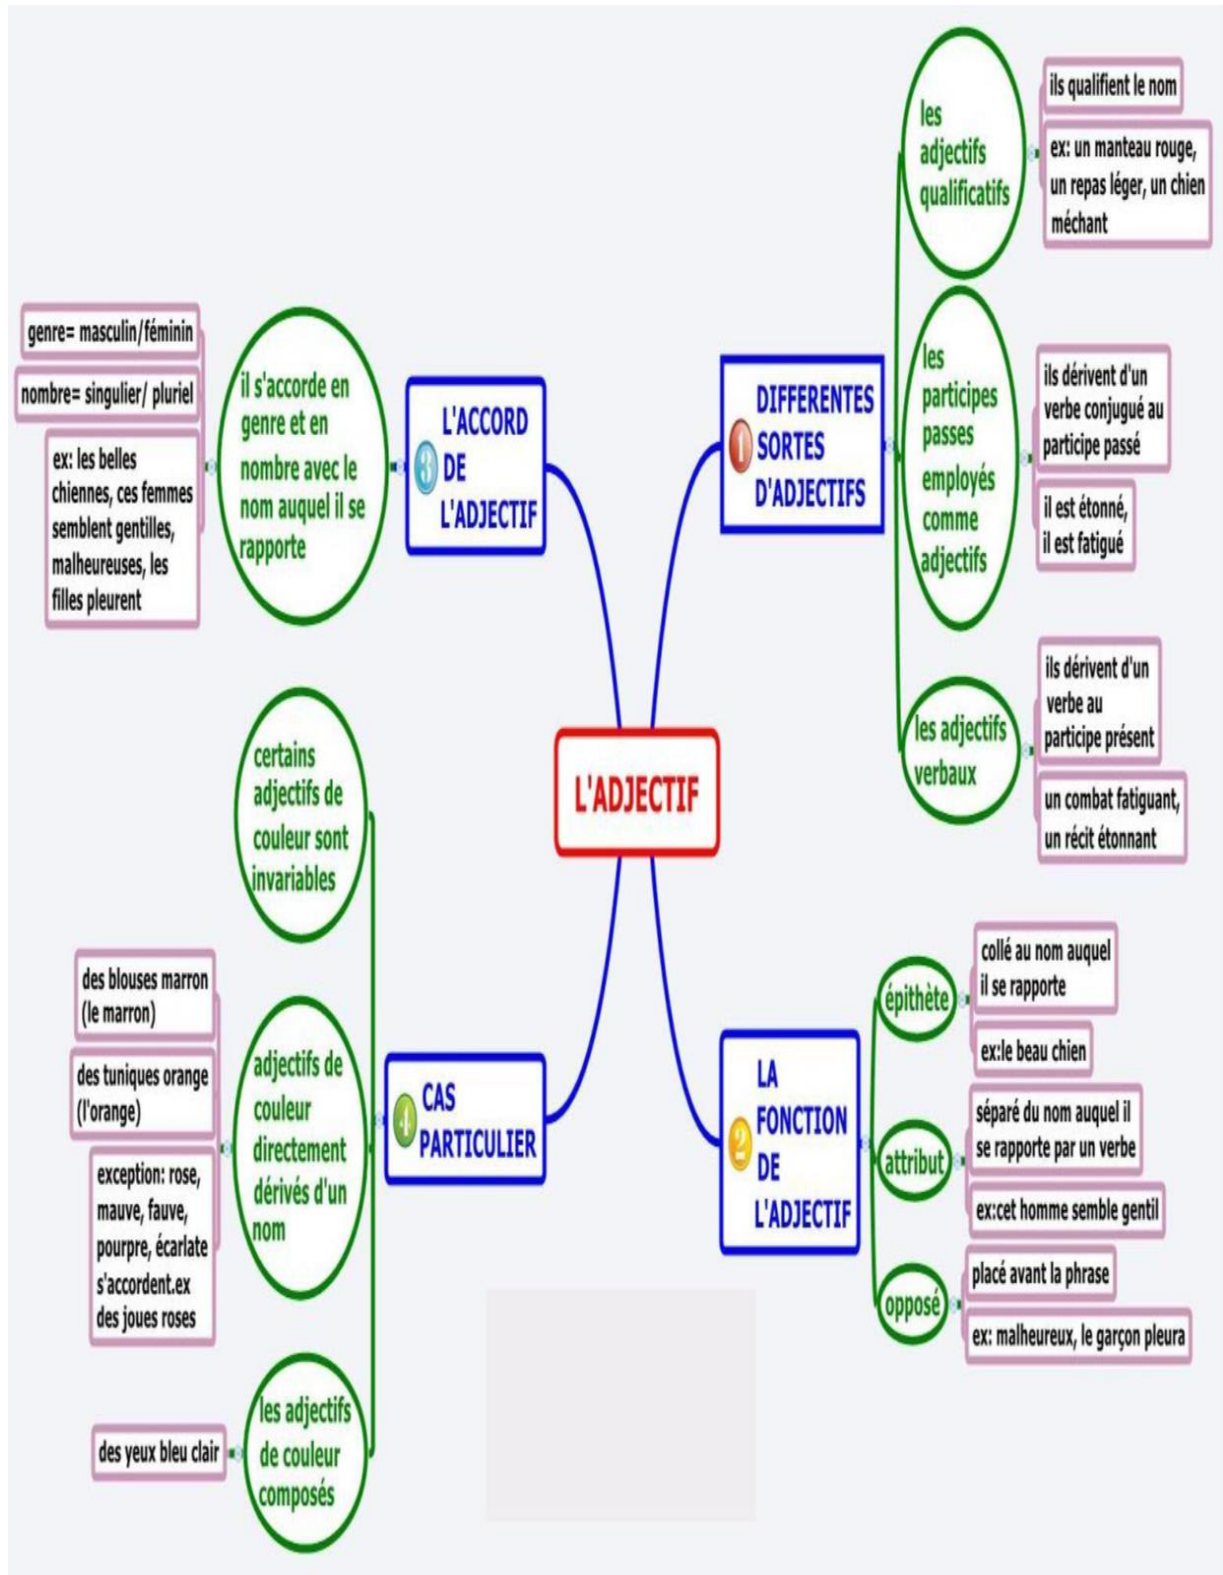 L'ADJECTIF
DIFFERENTES
SORTES
D'ADJECTIFS
1
les
adjectifs
qualificatifs
ils qualifient le nom
ex: un manteau rouge,
un repas léger, un chien
méchant
les
participes
passes
employés
comme
adjectifs
ils dérivent d'un
verbe conjugué au
participe passé
il est étonné,
il est fatigué
les adjectifs
verbaux
ils dérivent d'un
verbe au
participe présent
un combat fatiguant,
un récit étonnant
LA
FONCTION
DE
L'ADJECTIF
2
épithète
collé au nom auquel
il se rapporte
ex:le beau chien
attribut
séparé du nom auquel il
se rapporte par un verbe
ex:cet homme semble gentil
opposé
placé avant la phrase
ex: malheureux, le garçon pleura
L'ACCORD
DE
L'ADJECTIF
3
il s'accorde en
genre et en
nombre avec le
nom auquel il se
rapporte
genre= masculin/féminin
nombre= singulier/ pluriel
ex: les belles
chiennes, ces femmes
semblent gentilles,
malheureuses, les
filles pleurent
CAS
PARTICULIER
4
certains
adjectifs de
couleur sont
invariables
adjectifs de
couleur
directement
dérivés d'un
nom
des blouses marron
(le marron)
des tuniques orange
(l'orange)
exception: rose,
mauve, fauve,
pourpre, écarlate
s'accordent.ex
des joues roses
les adjectifs
de couleur
composés
des yeux bleu clair